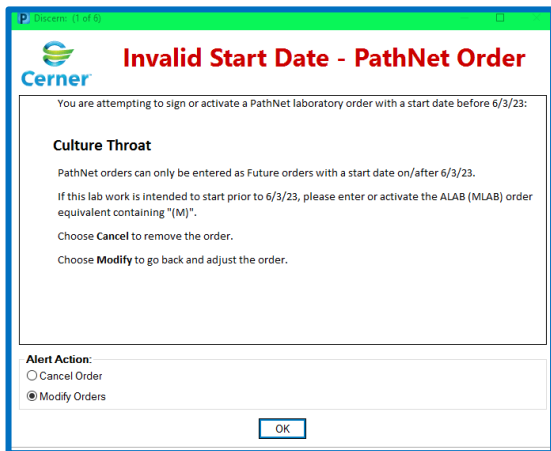 Discern: (1 of 6)
Cerner
Invalid Start Date - PathNet Order
You are attempting to sign or activate a PathNet laboratory order with a start date before 6/3/23:
Culture Throat
PathNet orders can only be entered as Future orders with a start date on/after 6/3/23.
If this lab work is intended to start prior to 6/3/23, please enter or activate the ALAB (MLAB) order
equivalent containing "(M)".
Choose Cancel to remove the order.
Choose Modify to go back and adjust the order.
Alert Action:
Cancel Order
Modify Orders
OK